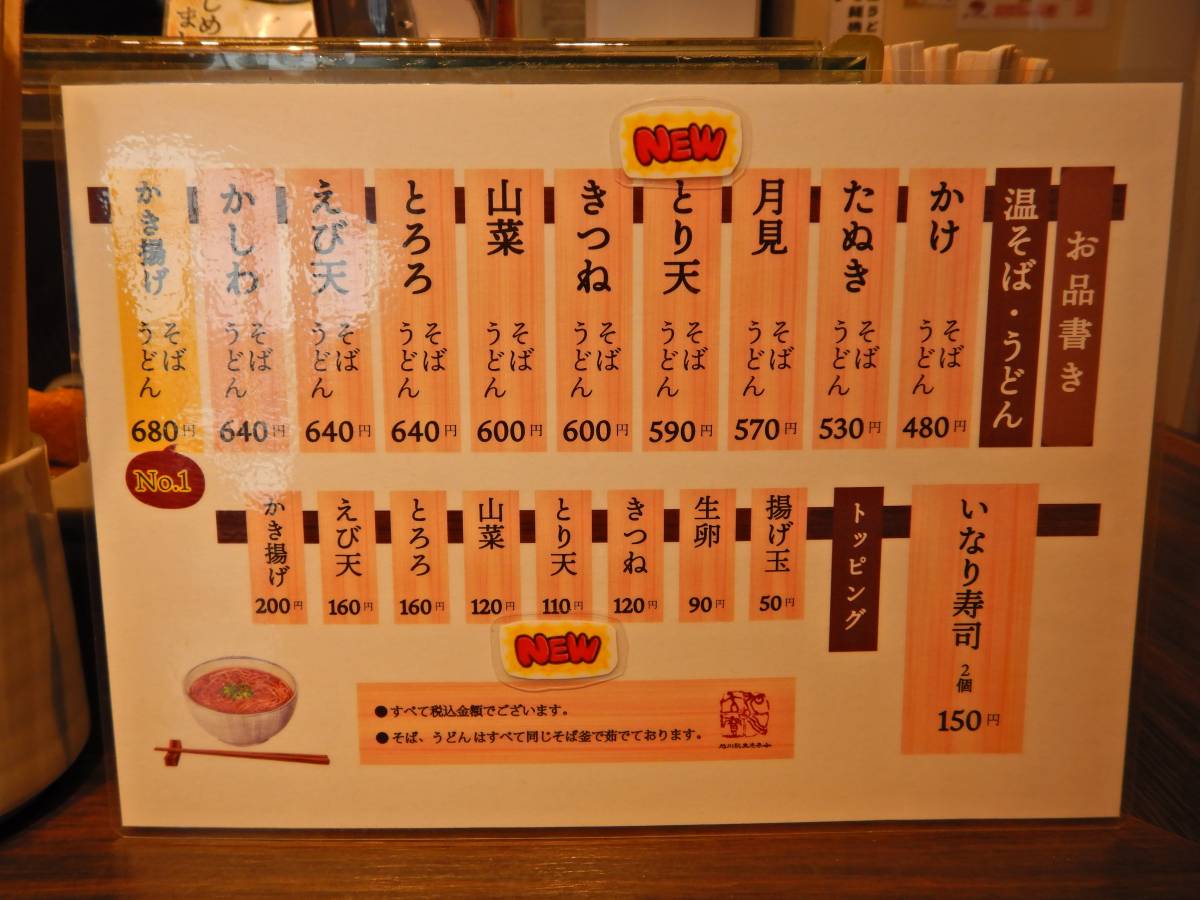 お品書き
温そば・うどん
かけ そば うどん 480円
たぬき そば うどん 530円
月見 そば うどん 570円
NEW
とり天 そば うどん 590円
きつね そば うどん 600円
山菜 そば うどん 600円
とろろ そば うどん 640円
えび天 そば うどん 640円
かしわ そば うどん 640円
かき揚げ そば うどん 680円
No.1
いなり寿司 2個 150円
トッピング
揚げ玉 50円
生卵 90円
きつね 120円
とり天 110円
NEW
山菜 120円
とろろ 160円
えび天 160円
かき揚げ 200円
●すべて税込金額でございます。
●そば、うどんはすべて同じそば釜で茹でております。